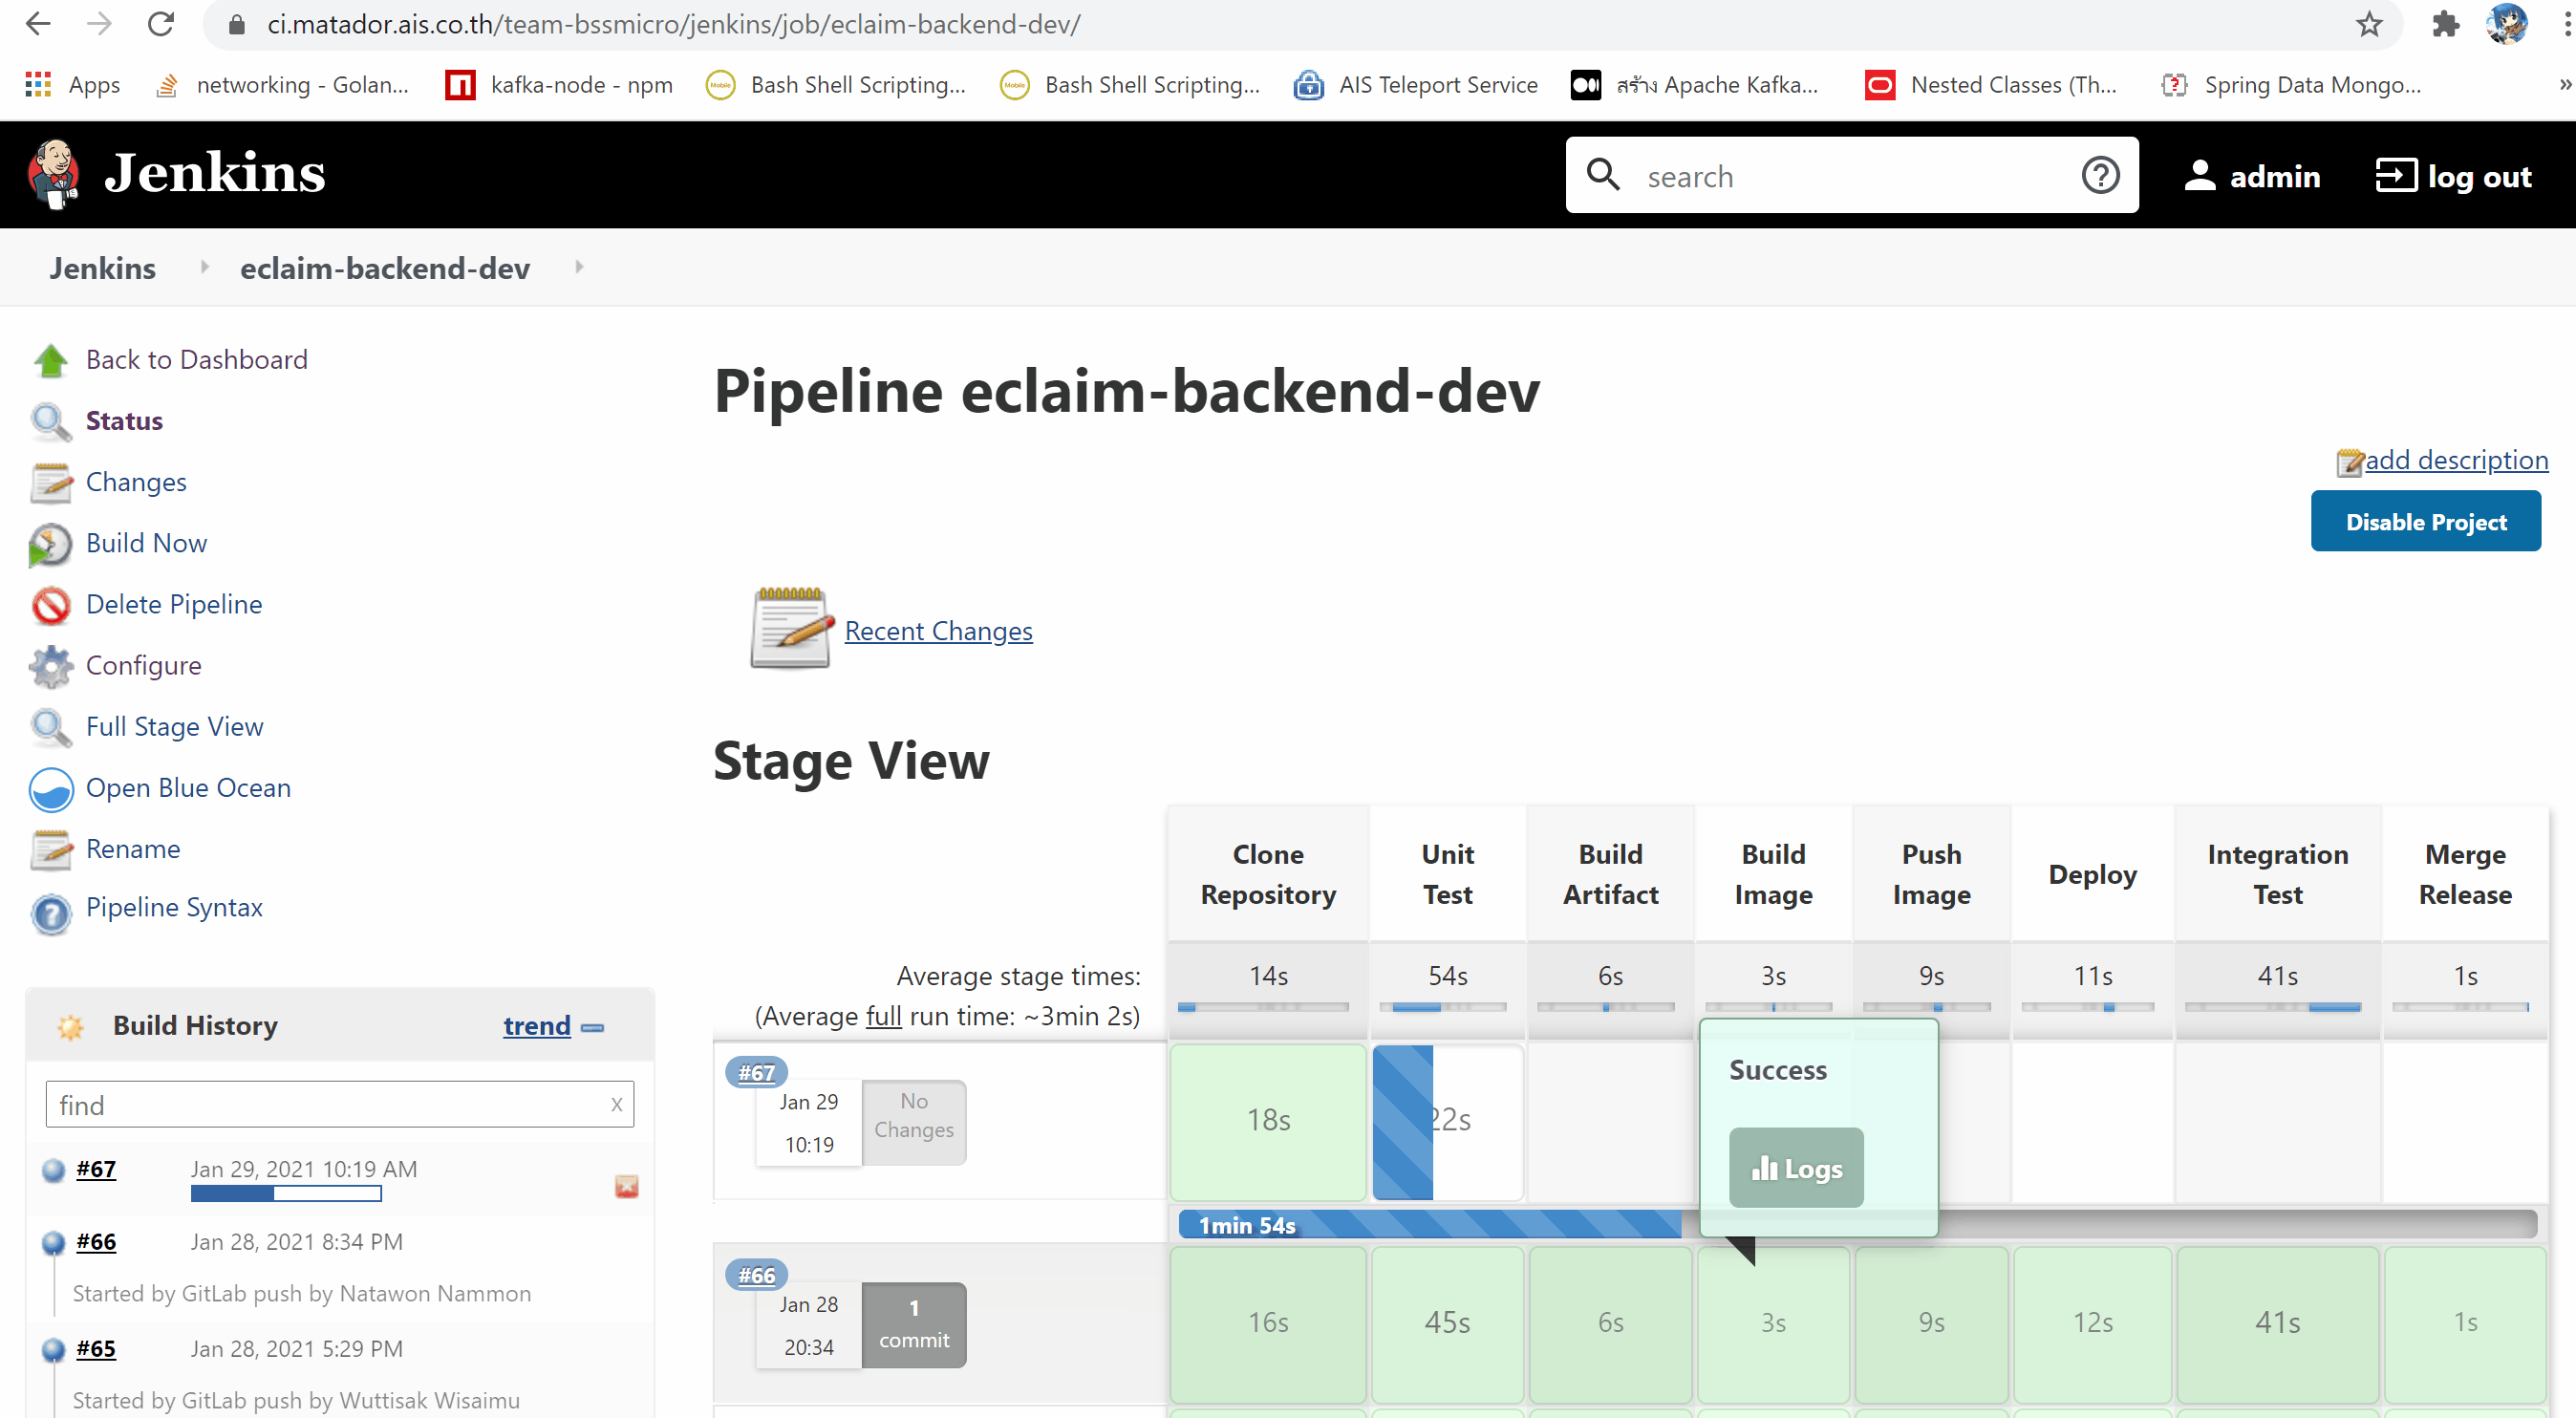 ci.matador.ais.co.th/team-bssmicro/jenkins/job/eclaim-backend-dev/
Apps
networking - Golan...
kafka-node - npm
Bash Shell Scripting...
Bash Shell Scripting...
AIS Teleport Service
สร้าง Apache Kafka...
Nested Classes (Th...
Spring Data Mongo...
»
Jenkins
search
admin
log out
Jenkins
eclaim-backend-dev
Back to Dashboard
Status
Changes
Build Now
Delete Pipeline
Configure
Full Stage View
Open Blue Ocean
Rename
Pipeline Syntax
Build History
trend
find
x
#67
Jan 29, 2021 10:19 AM
#66
Jan 28, 2021 8:34 PM
Started by GitLab push by Natawon Nammon
#65
Jan 28, 2021 5:29 PM
Started by GitLab push by Wuttisak Wisaimu
Pipeline eclaim-backend-dev
add description
Disable Project
Recent Changes
Stage View
Clone
Repository
Unit
Test
Build
Artifact
Build
Image
Push
Image
Deploy
Integration
Test
Merge
Release
Average stage times:
(Average full run time: ~3min 2s)
14s
54s
6s
3s
9s
11s
41s
1s
#67
Jan 29
10:19
No
Changes
18s
22s
Success
Logs
1min 54s
#66
Jan 28
20:34
1
commit
16s
45s
6s
3s
9s
12s
41s
1s